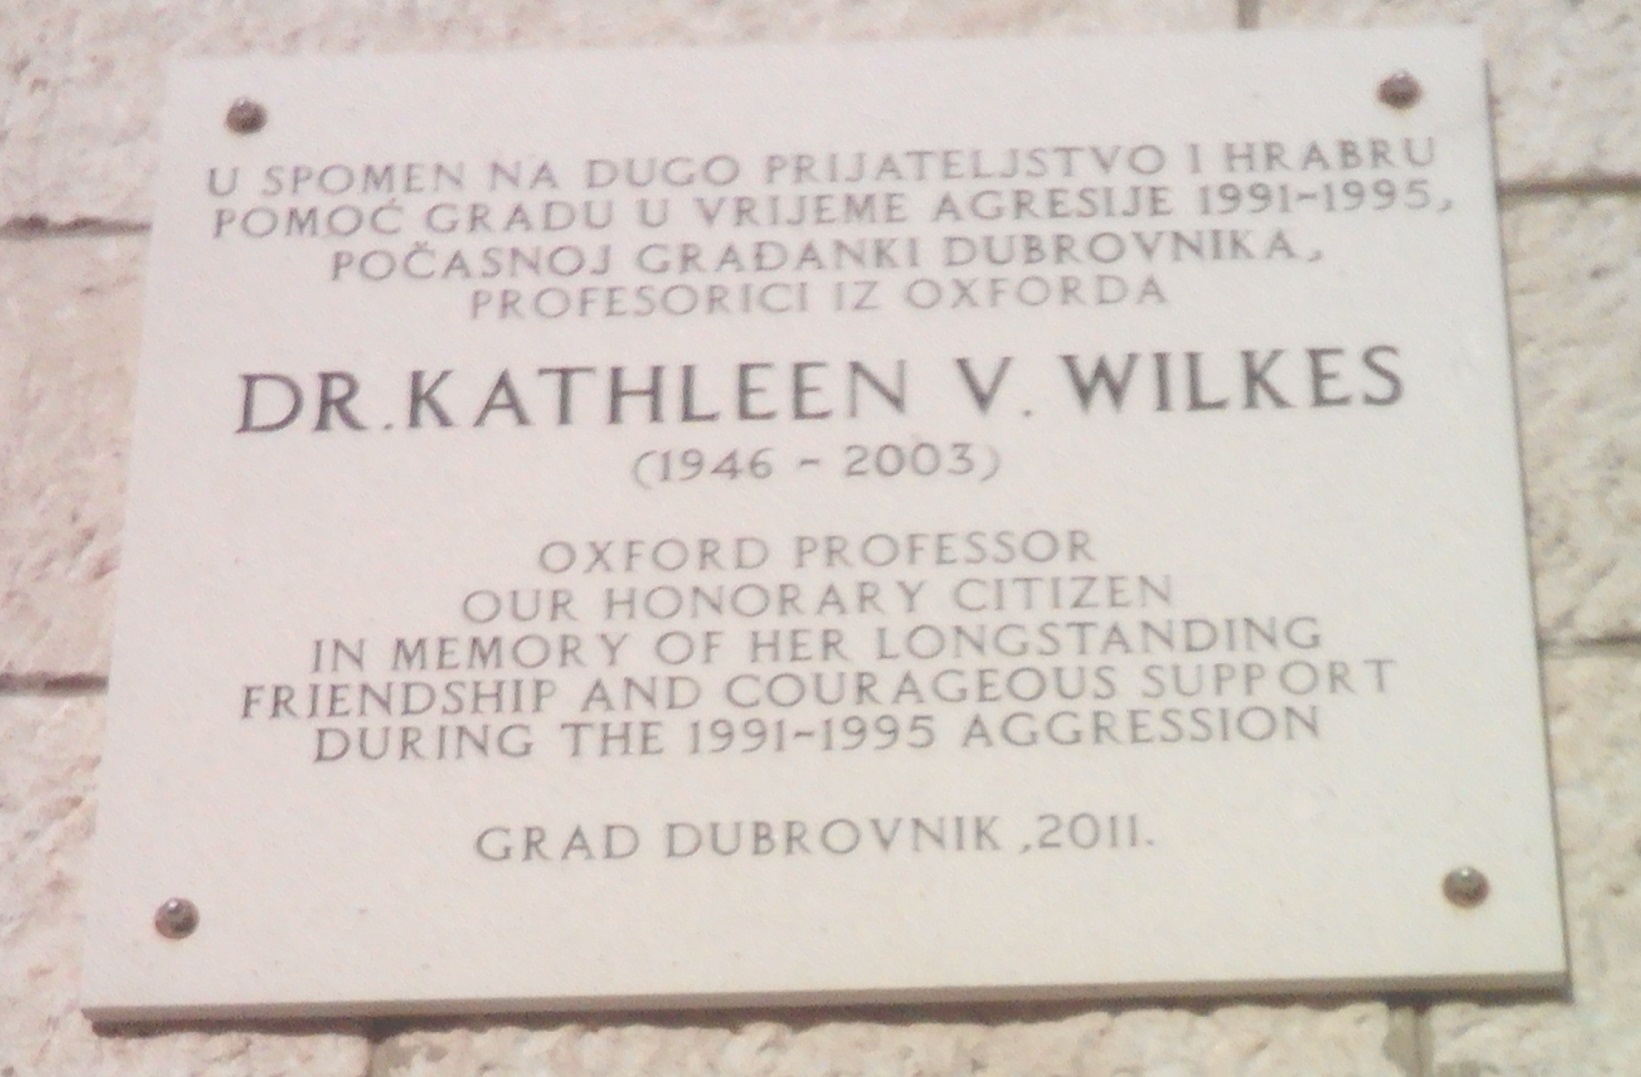 U SPOMEN NA DUGO PRIJATELJSTVO I HRABRU
POMOĆ GRADU U VRIJEME AGRESIJE 1991-1995,
POČASNOJ GRAĐANKI DUBROVNIKA,
PROFESORICI IZ OXFORDA
DR. KATHLEEN V. WILKES
(1946 - 2003)
OXFORD PROFESSOR
OUR HONORARY CITIZEN
IN MEMORY OF HER LONGSTANDING
FRIENDSHIP AND COURAGEOUS SUPPORT
DURING THE 1991-1995 AGGRESSION
GRAD DUBROVNIK ,2011.